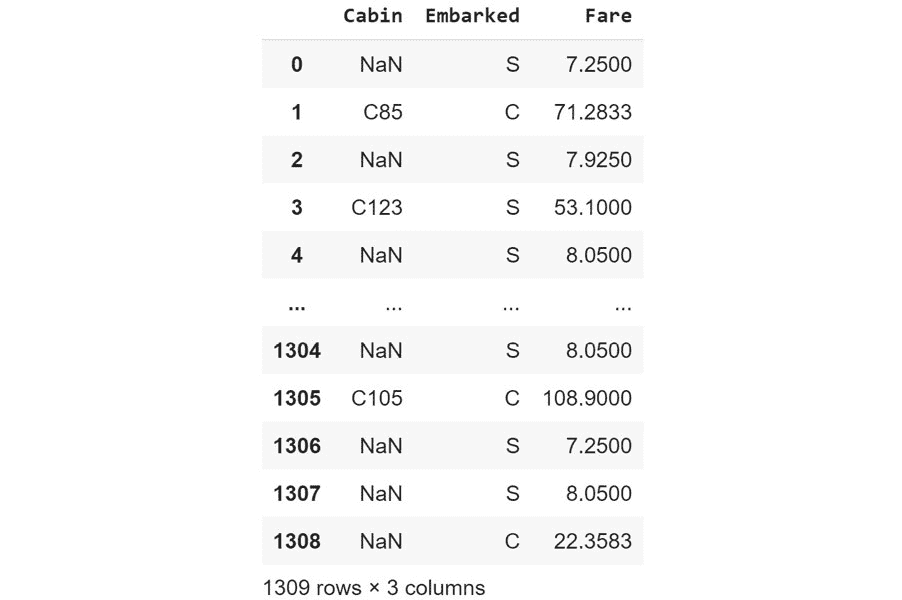 Cabin Embarked Fare
0 NaN S 7.2500
1 C85 C 71.2833
2 NaN S 7.9250
3 C123 S 53.1000
4 NaN S 8.0500
... ... ... ...
1304 NaN S 8.0500
1305 C105 C 108.9000
1306 NaN S 7.2500
1307 NaN S 8.0500
1308 NaN C 22.3583
1309 rows × 3 columns